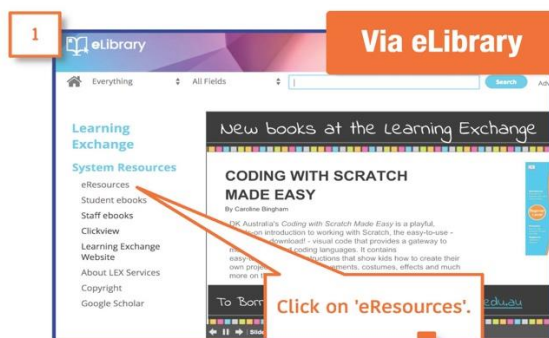 1
eLibrary
Via eLibrary
Everything
All Fields
Search
Learning
Exchange
System Resources
eResources
Student ebooks
Staff ebooks
Clickview
Learning Exchange
Website
About LEX Services
Copyright
Google Scholar
New books at the Learning Exchange
CODING WITH SCRATCH
MADE EASY
By Caroline Bingham
DK Australia's Coding with Scratch Made Easy is a playful,
introduction to working with Scratch, the easy-to-use -
download! - visual code that provides a gateway to
coding languages. It contains
instructions that show kids how to create their
own costumes, effects and much
more on
To edu.au
Click on 'eResources'.